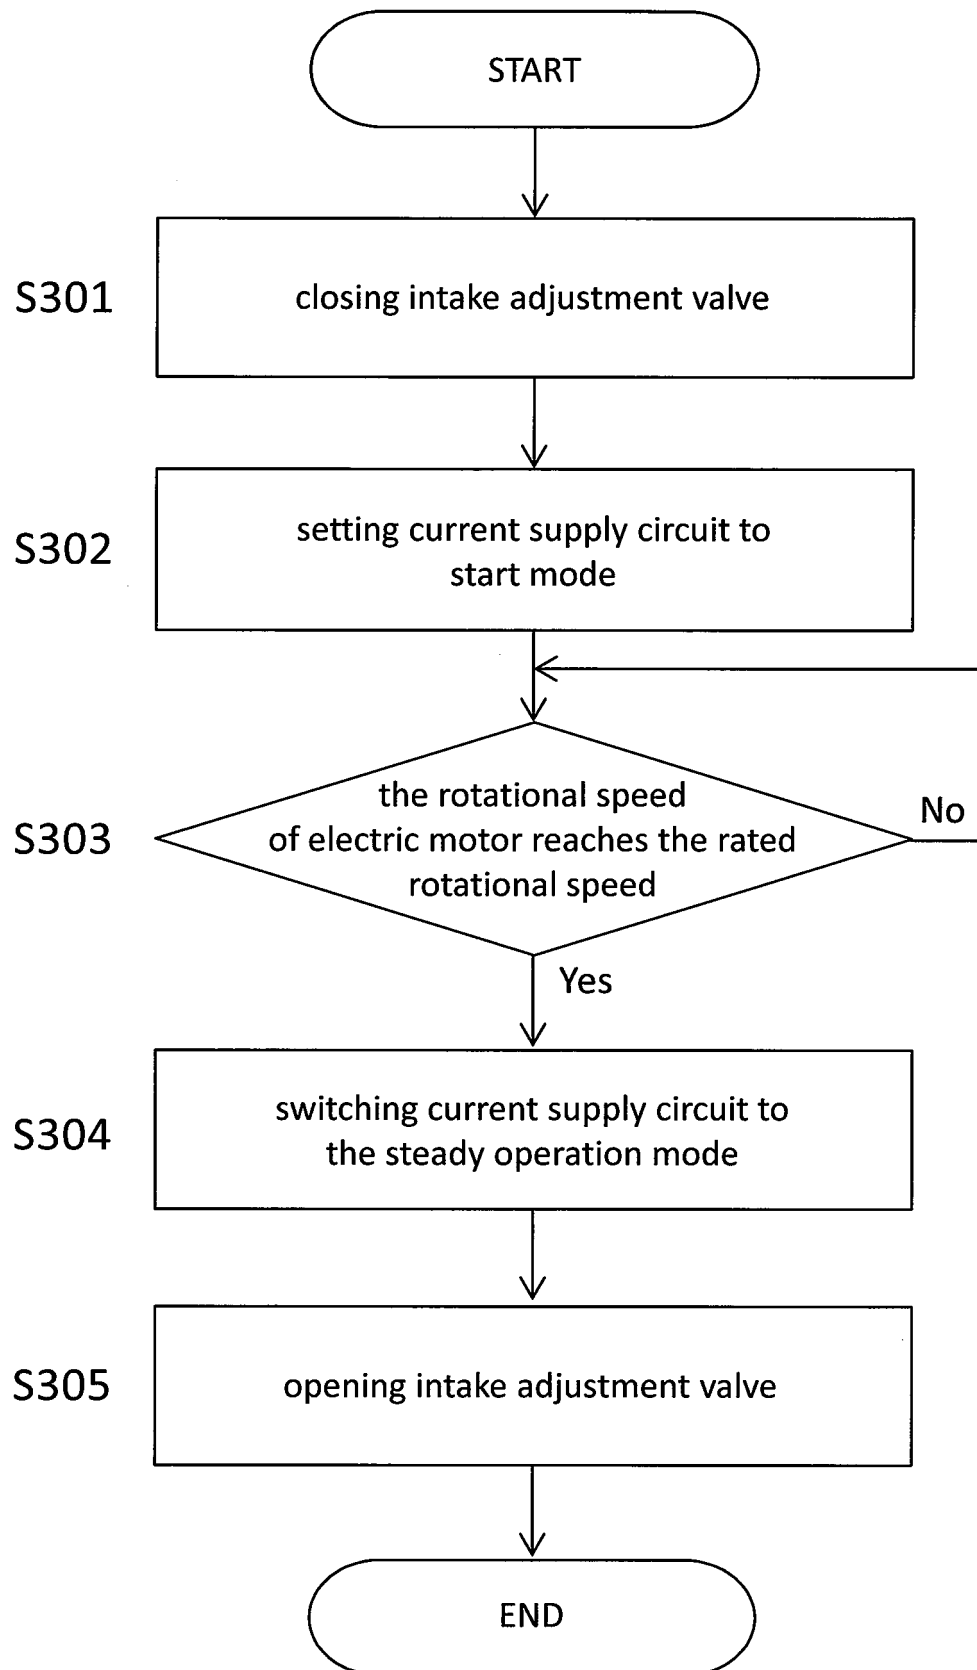 START
S301
closing intake adjustment valve
S302
setting current supply circuit to
start mode
S303
the rotational speed
of electric motor reaches the rated
rotational speed
No
Yes
S304
switching current supply circuit to
the steady operation mode
S305
opening intake adjustment valve
END